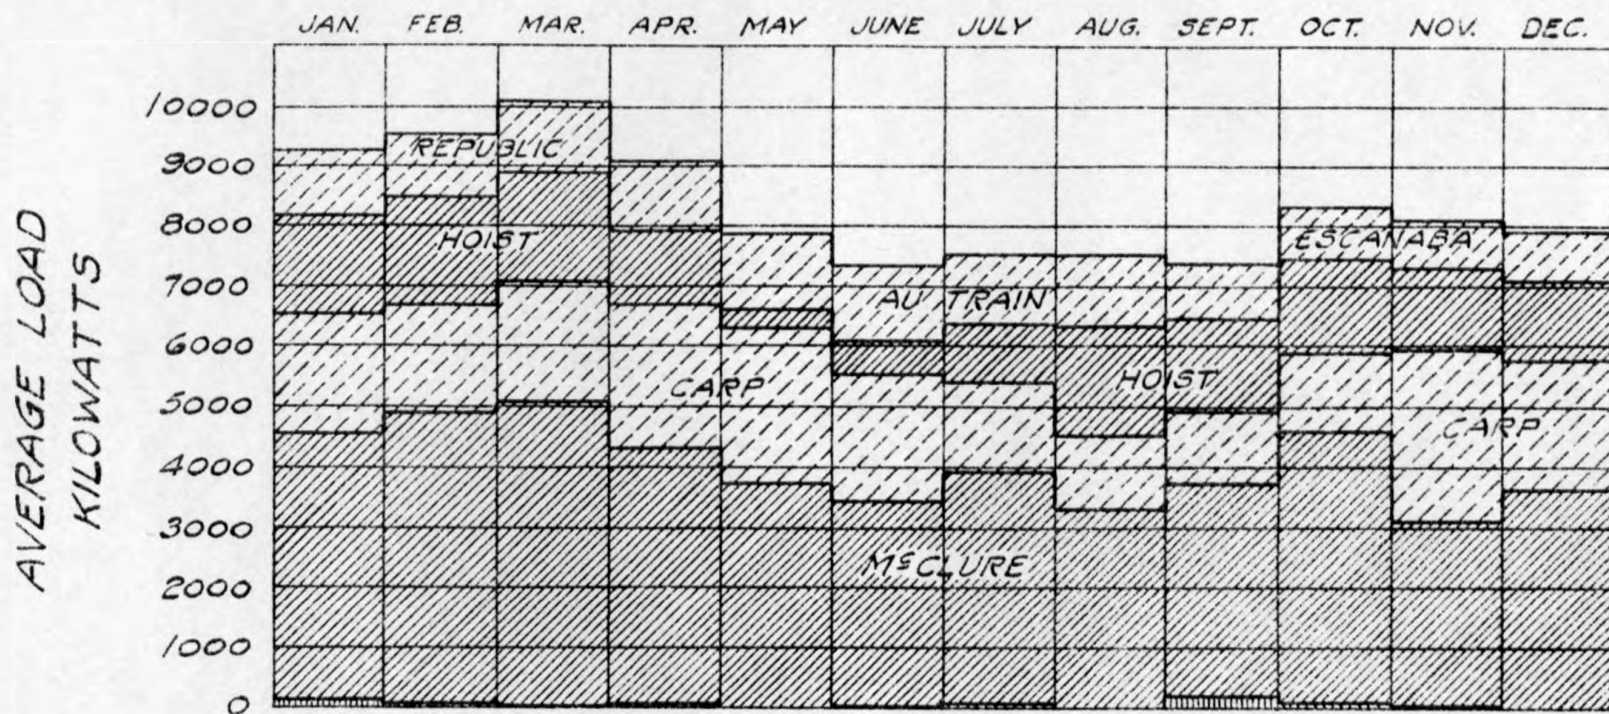 JAN. FEB. MAR. APR. MAY JUNE JULY AUG. SEPT. OCT. NOV. DEC.
AVERAGE LOAD
KILOWATTS
10000
9000
8000
7000
6000
5000
4000
3000
2000
1000
0
REPUBLIC
HOIST
ESCANABA
AU TRAIN
CARP
HOIST
CARP
McCLURE